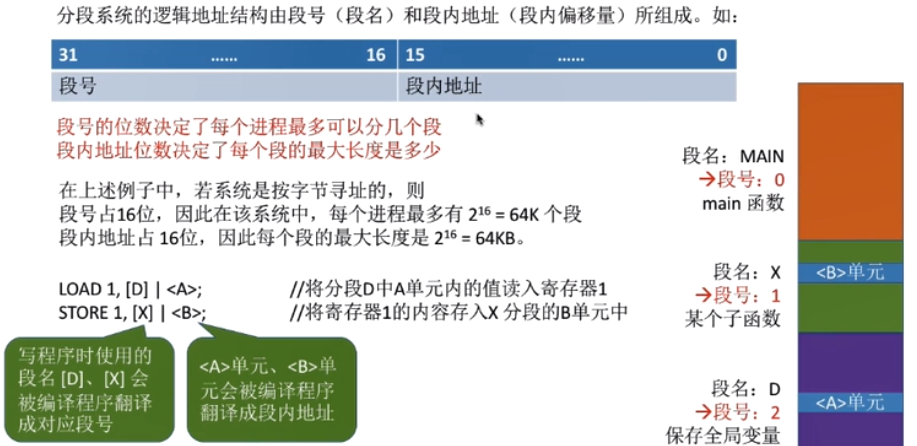 分段系统的逻辑地址结构由段号（段名）和段内地址（段内偏移量）所组成。如：
31 …… 16 15 …… 0
段号 段内地址
段号的位数决定了每个进程最多可以分几个段
段内地址位数决定了每个段的最大长度是多少
在上述例子中，若系统是按字节寻址的，则
段号占16位，因此在该系统中，每个进程最多有 2¹⁶ = 64K 个段
段内地址占 16位，因此每个段的最大长度是 2¹⁶ = 64KB。
LOAD 1, [D] | <A>; //将分段D中A单元内的值读入寄存器1
STORE 1, [X] | <B>; //将寄存器1的内容存入X 分段的B单元中
写程序时使用的
段名 [D]、[X] 会
被编译程序翻译
成对应段号
<A>单元、<B>单
元会被编译程序
翻译成段内地址
段名：MAIN
→段号：0
main 函数
段名：X
→段号：1
某个子函数
<B>单元
段名：D
→段号：2
保存全局变量
<A>单元